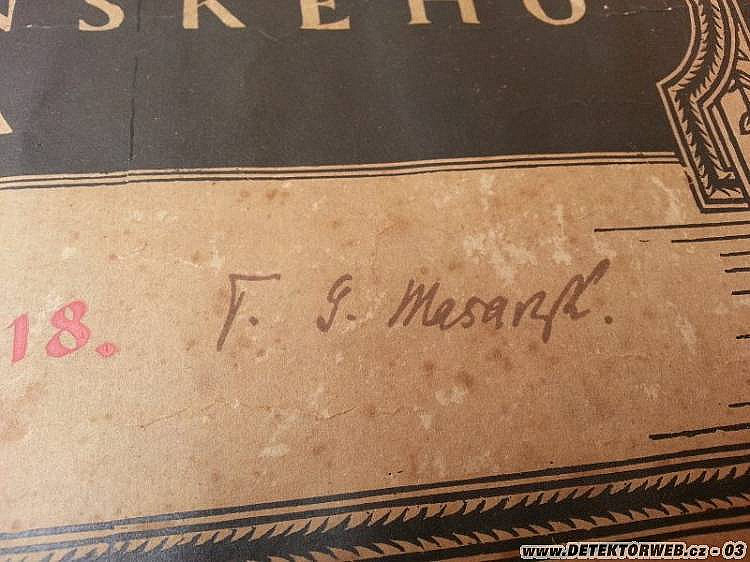 NSKÉHO
A
18. T. G. Masaryk.
www.DETEKTORWEB.cz - 03